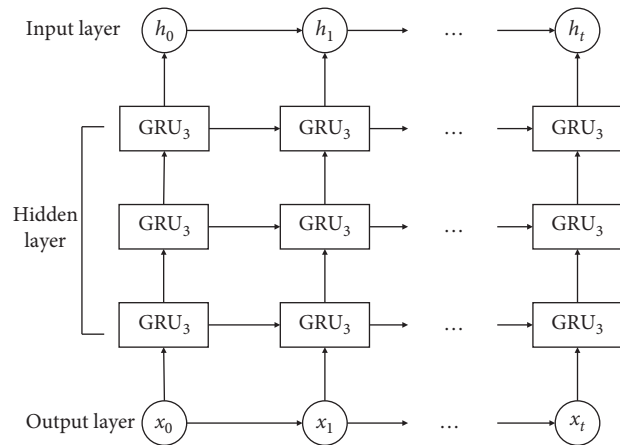 Input layer h₀ h₁ ... hₜ
GRU₃ GRU₃ ... GRU₃
Hidden
layer
GRU₃ GRU₃ ... GRU₃
GRU₃ GRU₃ ... GRU₃
Output layer x₀ x₁ ... xₜ